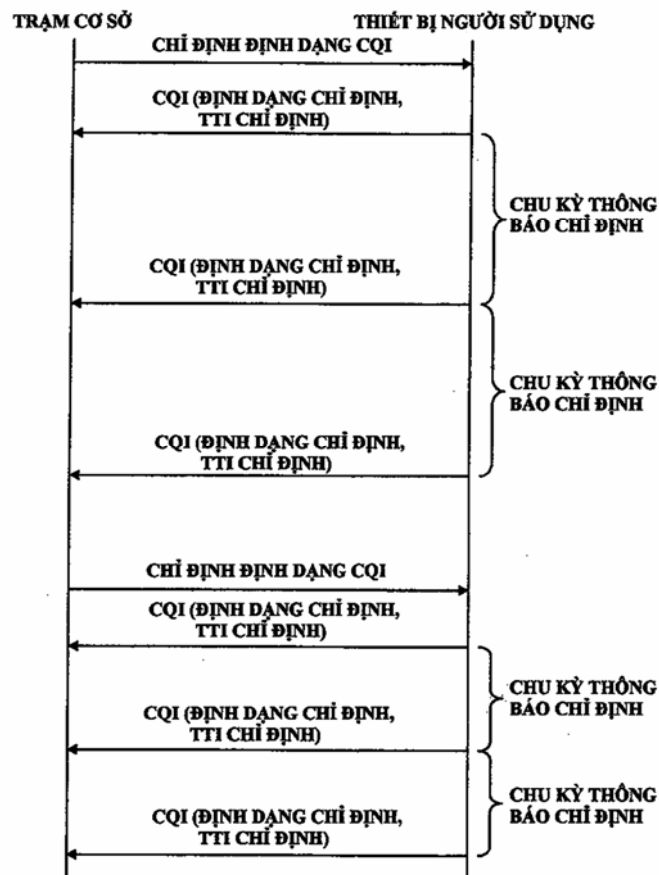 TRẠM CƠ SỞ
THIẾT BỊ NGƯỜI SỬ DỤNG
CHỈ ĐỊNH ĐỊNH DẠNG CQI
CQI (ĐỊNH DẠNG CHỈ ĐỊNH,
TTI CHỈ ĐỊNH)
CHU KỲ THÔNG
BÁO CHỈ ĐỊNH
CQI (ĐỊNH DẠNG CHỈ ĐỊNH,
TTI CHỈ ĐỊNH)
CHU KỲ THÔNG
BÁO CHỈ ĐỊNH
CQI (ĐỊNH DẠNG CHỈ ĐỊNH,
TTI CHỈ ĐỊNH)
CHỈ ĐỊNH ĐỊNH DẠNG CQI
CQI (ĐỊNH DẠNG CHỈ ĐỊNH,
TTI CHỈ ĐỊNH)
CHU KỲ THÔNG
BÁO CHỈ ĐỊNH
CQI (ĐỊNH DẠNG CHỈ ĐỊNH,
TTI CHỈ ĐỊNH)
CHU KỲ THÔNG
BÁO CHỈ ĐỊNH
CQI (ĐỊNH DẠNG CHỈ ĐỊNH,
TTI CHỈ ĐỊNH)